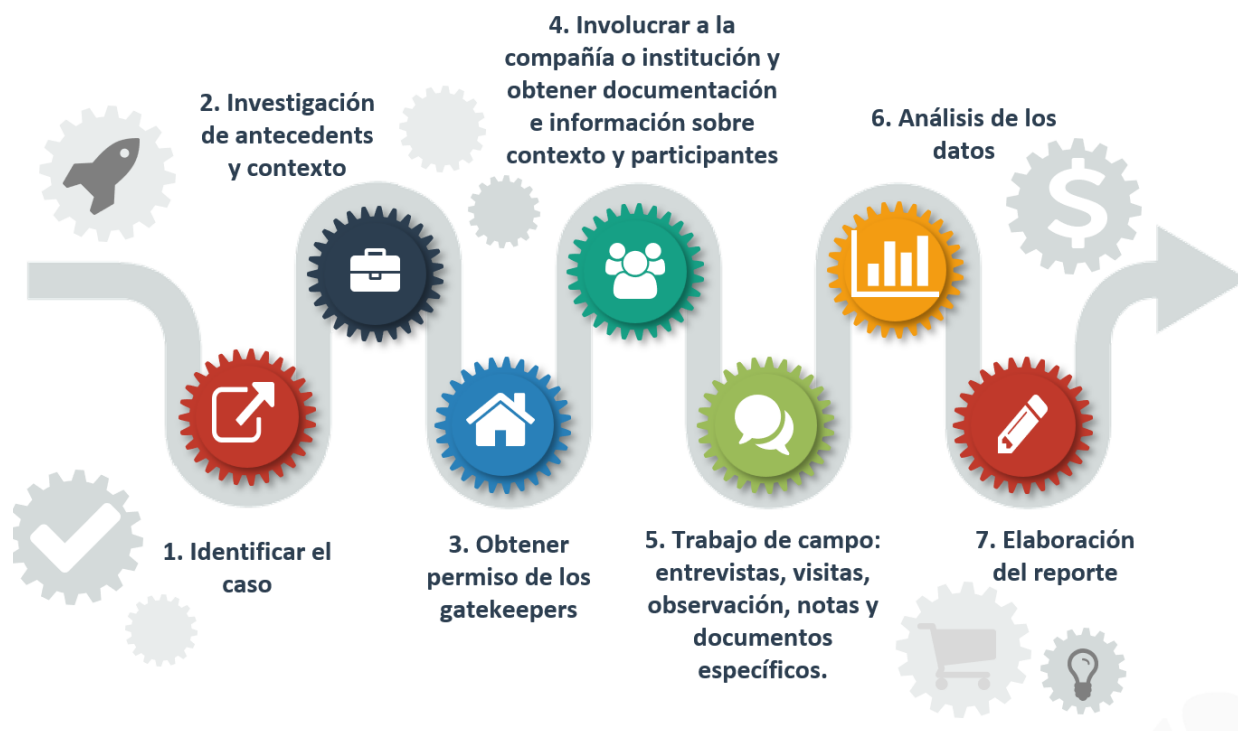 1. Identificar el
caso
2. Investigación
de antecedents
y contexto
3. Obtener
permiso de los
gatekeepers
4. Involucrar a la
compañía o institución y
obtener documentación
e información sobre
contexto y participantes
5. Trabajo de campo:
entrevistas, visitas,
observación, notas y
documentos
específicos.
6. Análisis de los
datos
7. Elaboración
del reporte